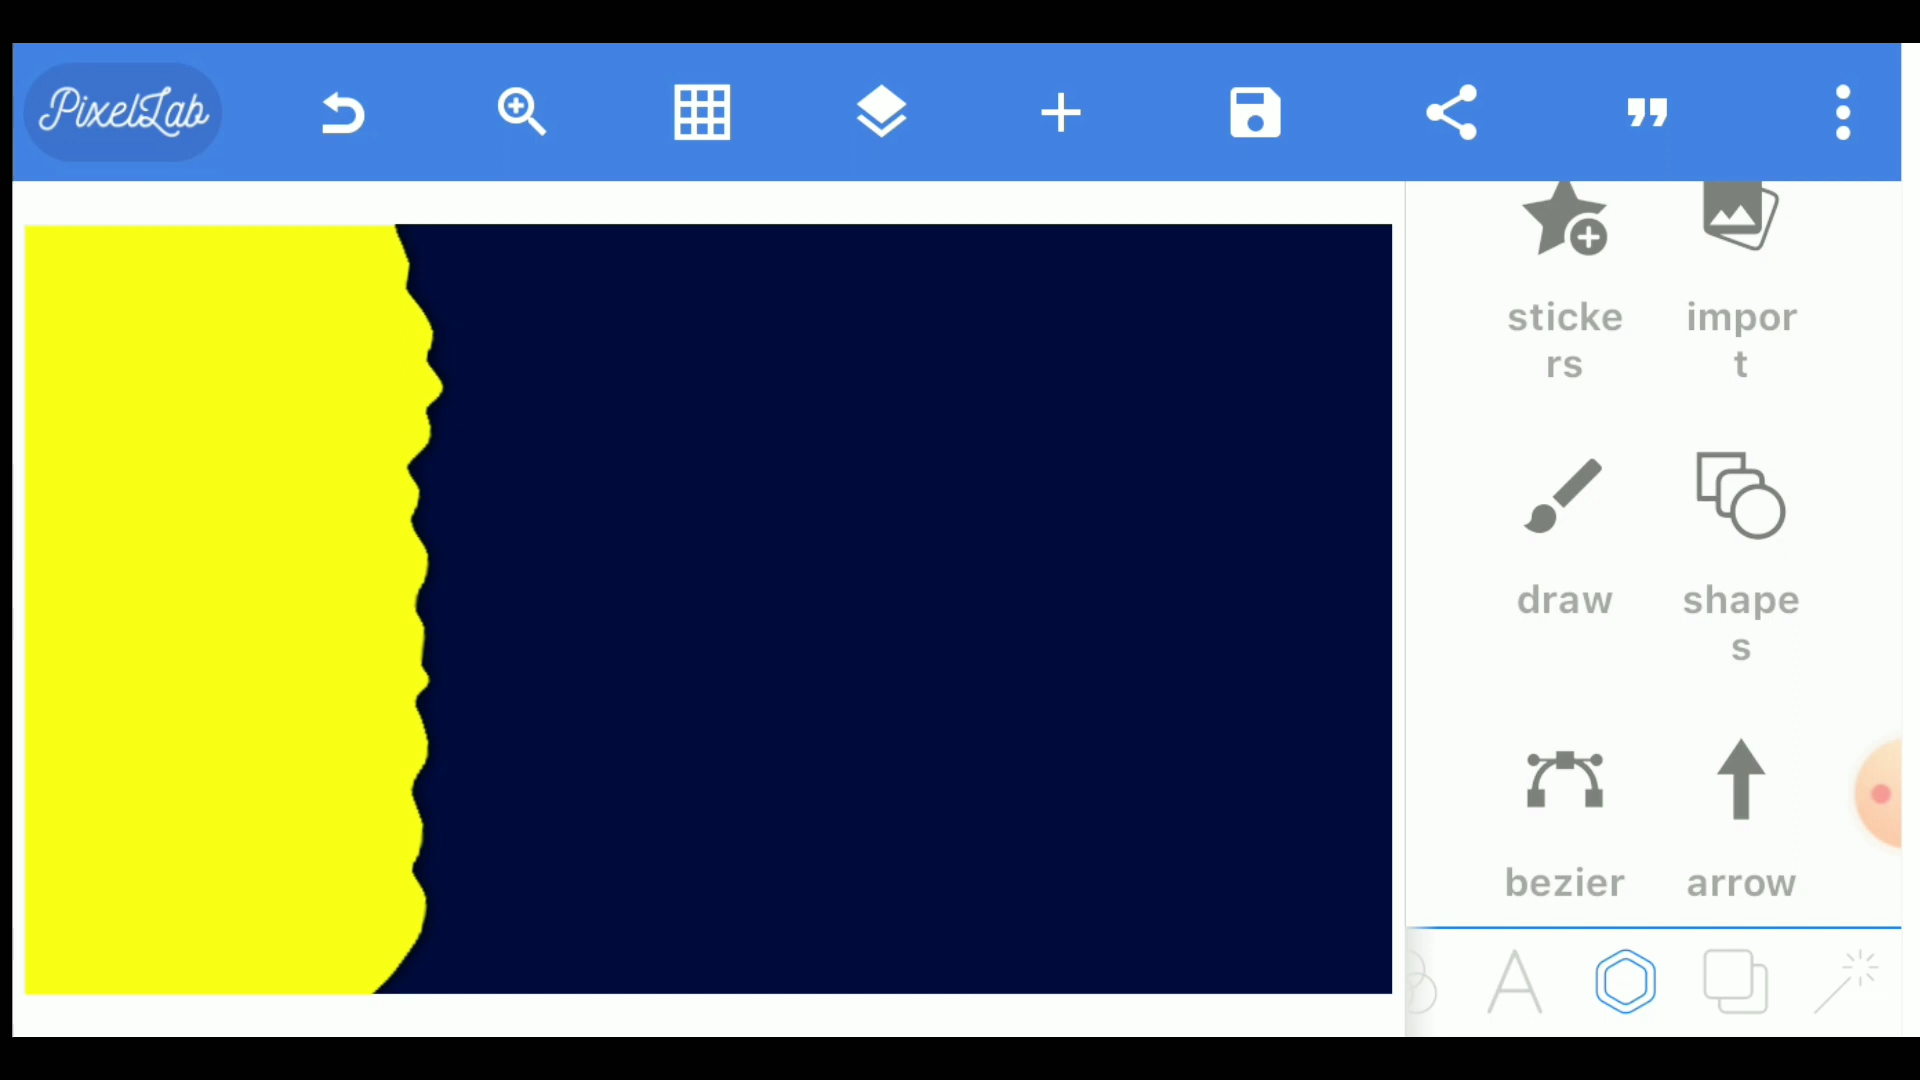 PixelLab
sticke
rs
impor
t
draw
shape
s
bezier
arrow